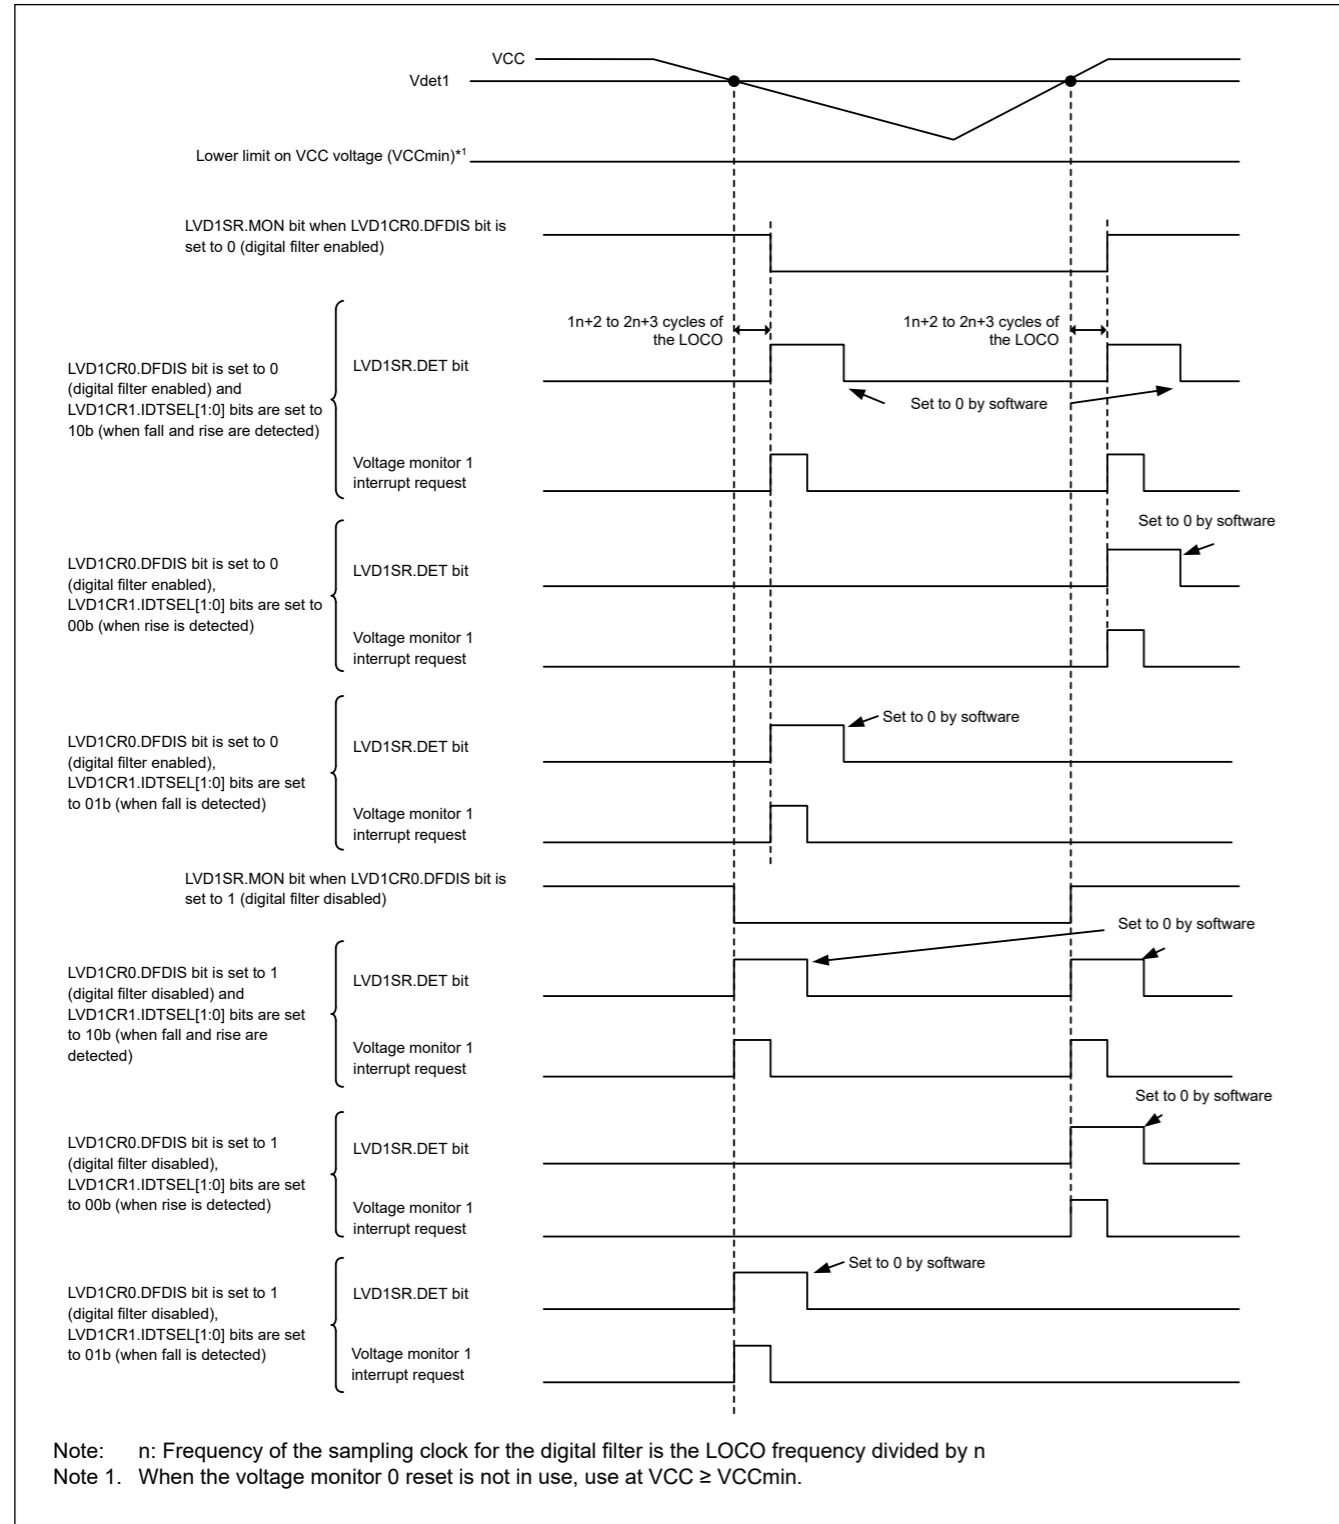 VCC
Vdet1
Lower limit on VCC voltage (VCCmin)*1
LVD1SR.MON bit when LVD1CR0.DFDIS bit is
set to 0 (digital filter enabled)
1n+2 to 2n+3 cycles of
the LOCO
1n+2 to 2n+3 cycles of
the LOCO
LVD1CR0.DFDIS bit is set to 0
(digital filter enabled) and
LVD1CR1.IDTSEL[1:0] bits are set to
10b (when fall and rise are detected)
LVD1SR.DET bit
Set to 0 by software
Voltage monitor 1
interrupt request
Set to 0 by software
LVD1CR0.DFDIS bit is set to 0
(digital filter enabled),
LVD1CR1.IDTSEL[1:0] bits are set to
00b (when rise is detected)
LVD1SR.DET bit
Voltage monitor 1
interrupt request
Set to 0 by software
LVD1CR0.DFDIS bit is set to 0
(digital filter enabled),
LVD1CR1.IDTSEL[1:0] bits are set
to 01b (when fall is detected)
LVD1SR.DET bit
Voltage monitor 1
interrupt request
LVD1SR.MON bit when LVD1CR0.DFDIS bit is
set to 1 (digital filter disabled)
Set to 0 by software
LVD1CR0.DFDIS bit is set to 1
(digital filter disabled) and
LVD1CR1.IDTSEL[1:0] bits are set
to 10b (when fall and rise are
detected)
LVD1SR.DET bit
Voltage monitor 1
interrupt request
Set to 0 by software
LVD1CR0.DFDIS bit is set to 1
(digital filter disabled),
LVD1CR1.IDTSEL[1:0] bits are set
to 00b (when rise is detected)
LVD1SR.DET bit
Voltage monitor 1
interrupt request
Set to 0 by software
LVD1CR0.DFDIS bit is set to 1
(digital filter disabled),
LVD1CR1.IDTSEL[1:0] bits are set
to 01b (when fall is detected)
LVD1SR.DET bit
Voltage monitor 1
interrupt request
Note: n: Frequency of the sampling clock for the digital filter is the LOCO frequency divided by n
Note 1. When the voltage monitor 0 reset is not in use, use at VCC ≥ VCCmin.